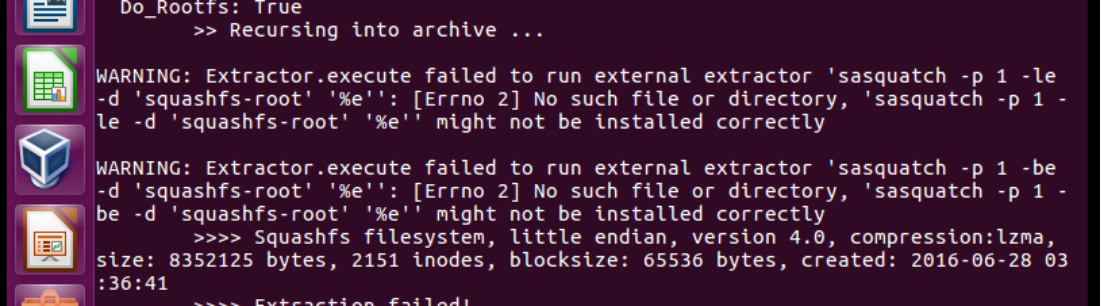 Do_Rootfs: True
>> Recursing into archive ...
WARNING: Extractor.execute failed to run external extractor 'sasquatch -p 1 -le
-d 'squashfs-root' '%e'': [Errno 2] No such file or directory, 'sasquatch -p 1 -
le -d 'squashfs-root' '%e'' might not be installed correctly
WARNING: Extractor.execute failed to run external extractor 'sasquatch -p 1 -be
-d 'squashfs-root' '%e'': [Errno 2] No such file or directory, 'sasquatch -p 1 -
be -d 'squashfs-root' '%e'' might not be installed correctly
>>>> Squashfs filesystem, little endian, version 4.0, compression:lzma,
size: 8352125 bytes, 2151 inodes, blocksize: 65536 bytes, created: 2016-06-28 03
:36:41
>>>> Extraction failed!